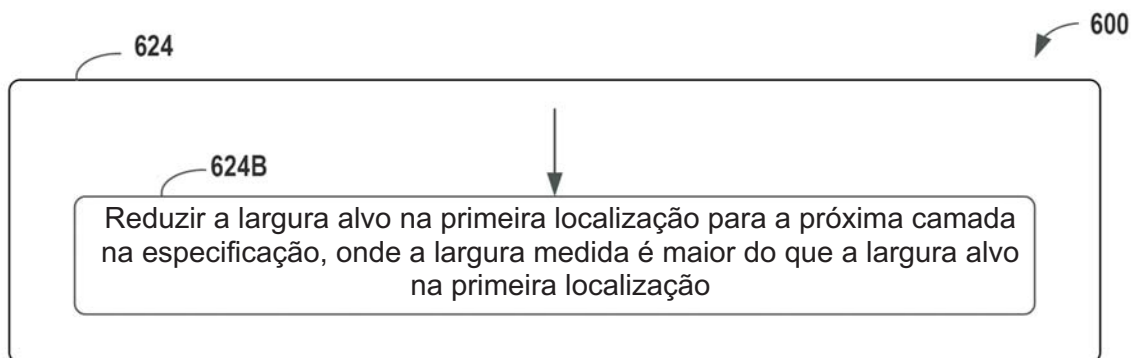 600
624
624B
Reduzir a largura alvo na primeira localização para a próxima camada
na especificação, onde a largura medida é maior do que a largura alvo
na primeira localização